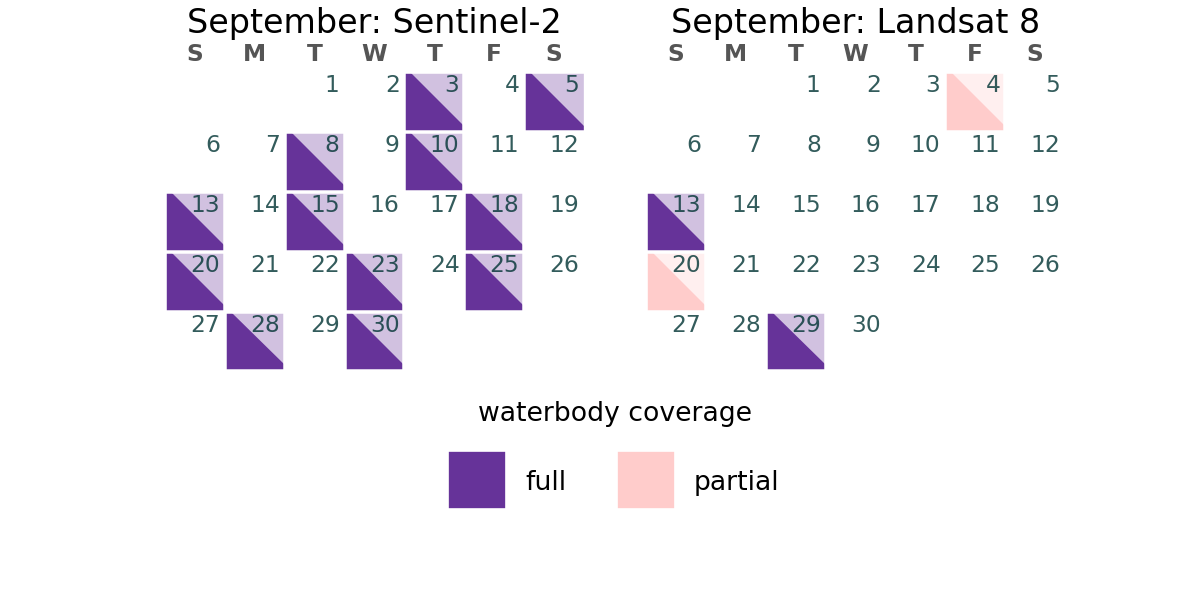 September: Sentinel-2
S M T W T F S
1 2 3 4 5
6 7 8 9 10 11 12
13 14 15 16 17 18 19
20 21 22 23 24 25 26
27 28 29 30
September: Landsat 8
S M T W T F S
1 2 3 4 5
6 7 8 9 10 11 12
13 14 15 16 17 18 19
20 21 22 23 24 25 26
27 28 29 30
waterbody coverage
full partial